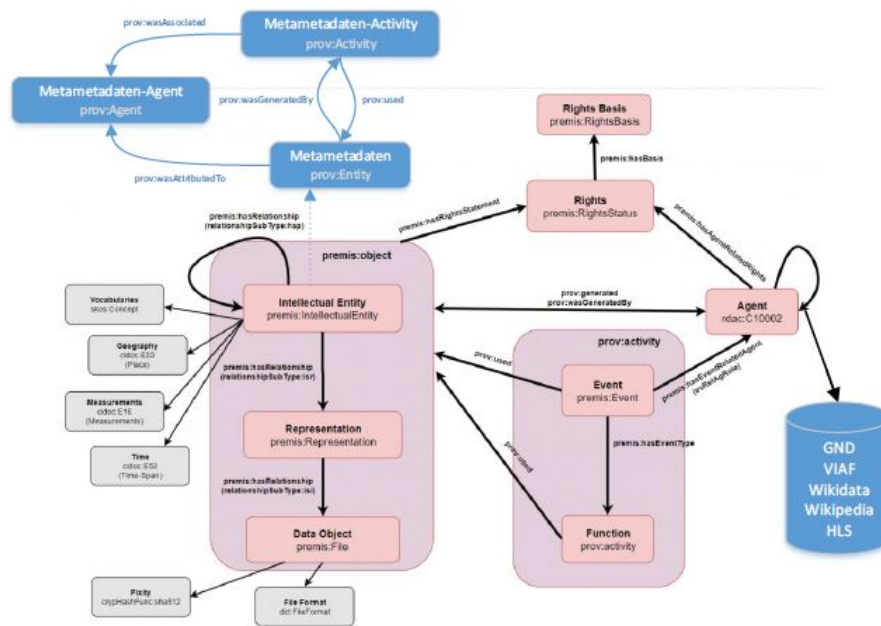 prov:wasAssociated
Metametadaten-Activity
prov:Activity
Metametadaten-Agent
prov:Agent
prov:wasGeneratedBy
prov:used
Metametadaten
prov:Entity
prov:wasAttributedTo
Rights Basis
premis:RightsBasis
premis:hasBasis
Rights
premis:RightsStatus
premis:hasRelationship
(relationshipSubType:hap)
premis:hasRightsStatement
premis:hasAgentRelatedRights
premis:object
Vocabularies
skos:Concept
Intellectual Entity
premis:IntellectualEntity
prov:generated
prov:wasGeneratedBy
Agent
rdac:C10002
Geography
cidoc:E53
(Place)
premis:hasRelationship
(relationshipSubType:isr)
prov:activity
prov:used
Event
premis:Event
premis:hasEventRelatedAgent
Measurements
cidoc:E16
(Measurements)
Representation
premis:Representation
premis:hasEventType
Time
cidoc:E52
(Time-Span)
premis:hasRelationship
(relationshipSubType:isi)
prov:used
GND
VIAF
Wikidata
Wikipedia
HLS
Data Object
premis:File
Function
prov:activity
Fixity
crypHashFunc:sha512
File Format
dct:FileFormat